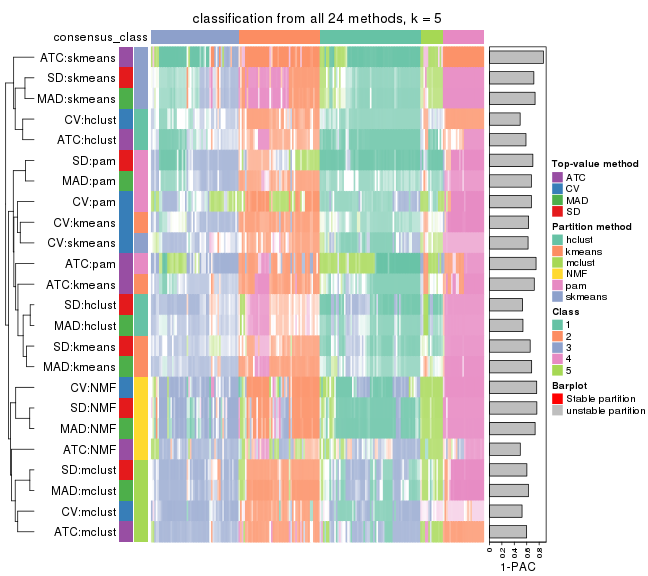 classification from all 24 methods, k = 5
consensus_class
ATC:skmeans
SD:skmeans
MAD:skmeans
CV:hclust
ATC:hclust
SD:pam
MAD:pam
CV:pam
CV:kmeans
CV:skmeans
ATC:pam
ATC:kmeans
SD:hclust
MAD:hclust
SD:kmeans
MAD:kmeans
CV:NMF
SD:NMF
MAD:NMF
ATC:NMF
SD:mclust
MAD:mclust
CV:mclust
ATC:mclust
0 0.2 0.4 0.6 0.8
1-PAC
Top-value method
ATC
CV
MAD
SD
Partition method
hclust
kmeans
mclust
NMF
pam
skmeans
Class
1
2
3
4
5
Barplot
Stable partition
unstable partition